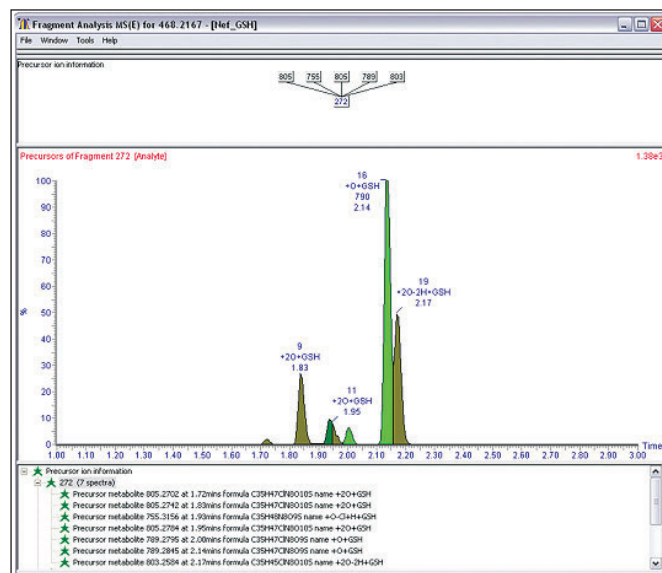 Fragment Analysis MS(E) for 468.2167 - [Nef_GSH]
File Window Tools Help
Precursor ion information
805 755 805 789 803
272
Precursors of Fragment 272 (Analyte) 1.38e3
16
+O+GSH
790
2.14
19
+2O-2H+GSH
2.17
9
+2O+GSH
1.83
11
+2O+GSH
1.95
100
90
80
70
60
50
40
30
20
10
0
%
1.00 1.10 1.20 1.30 1.40 1.50 1.60 1.70 1.80 1.90 2.00 2.10 2.20 2.30 2.40 2.50 2.60 2.70 2.80 2.90 3.00 Time
Precursor ion information
272 (7 spectra)
Precursor metabolite 805.2702 at 1.72mins formula C35H47ClN8O10S name +2O+GSH
Precursor metabolite 805.2742 at 1.83mins formula C35H47ClN8O10S name +2O+GSH
Precursor metabolite 755.3156 at 1.93mins formula C35H48N8O9S name +O-Cl+H+GSH
Precursor metabolite 805.2784 at 1.95mins formula C35H47ClN8O10S name +2O+GSH
Precursor metabolite 789.2795 at 2.00mins formula C35H47ClN8O9S name +O+GSH
Precursor metabolite 789.2845 at 2.14mins formula C35H47ClN8O9S name +O+GSH
Precursor metabolite 803.2584 at 2.17mins formula C35H45ClN8O10S name +2O-2H+GSH